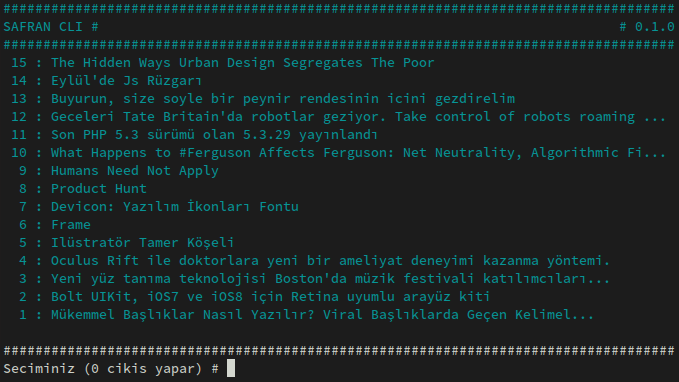 ####################################################################################
SAFRAN CLI # # 0.1.0
####################################################################################
15 : The Hidden Ways Urban Design Segregates The Poor
14 : Eylül'de Js Rüzgarı
13 : Buyurun, size soyle bir peynir rendesinin icini gezdirelim
12 : Geceleri Tate Britain'da robotlar geziyor. Take control of robots roaming ...
11 : Son PHP 5.3 sürümü olan 5.3.29 yayınlandı
10 : What Happens to #Ferguson Affects Ferguson: Net Neutrality, Algorithmic Fi...
9 : Humans Need Not Apply
8 : Product Hunt
7 : Devicon: Yazılım İkonları Fontu
6 : Frame
5 : Ilüstratör Tamer Köşeli
4 : Oculus Rift ile doktorlara yeni bir ameliyat deneyimi kazanma yöntemi.
3 : Yeni yüz tanıma teknolojisi Boston'da müzik festivali katılımcıları...
2 : Bolt UIKit, iOS7 ve iOS8 için Retina uyumlu arayüz kiti
1 : Mükemmel Başlıklar Nasıl Yazılır? Viral Başlıklarda Geçen Kelimel...
####################################################################################
Seciminiz (0 cikis yapar) #